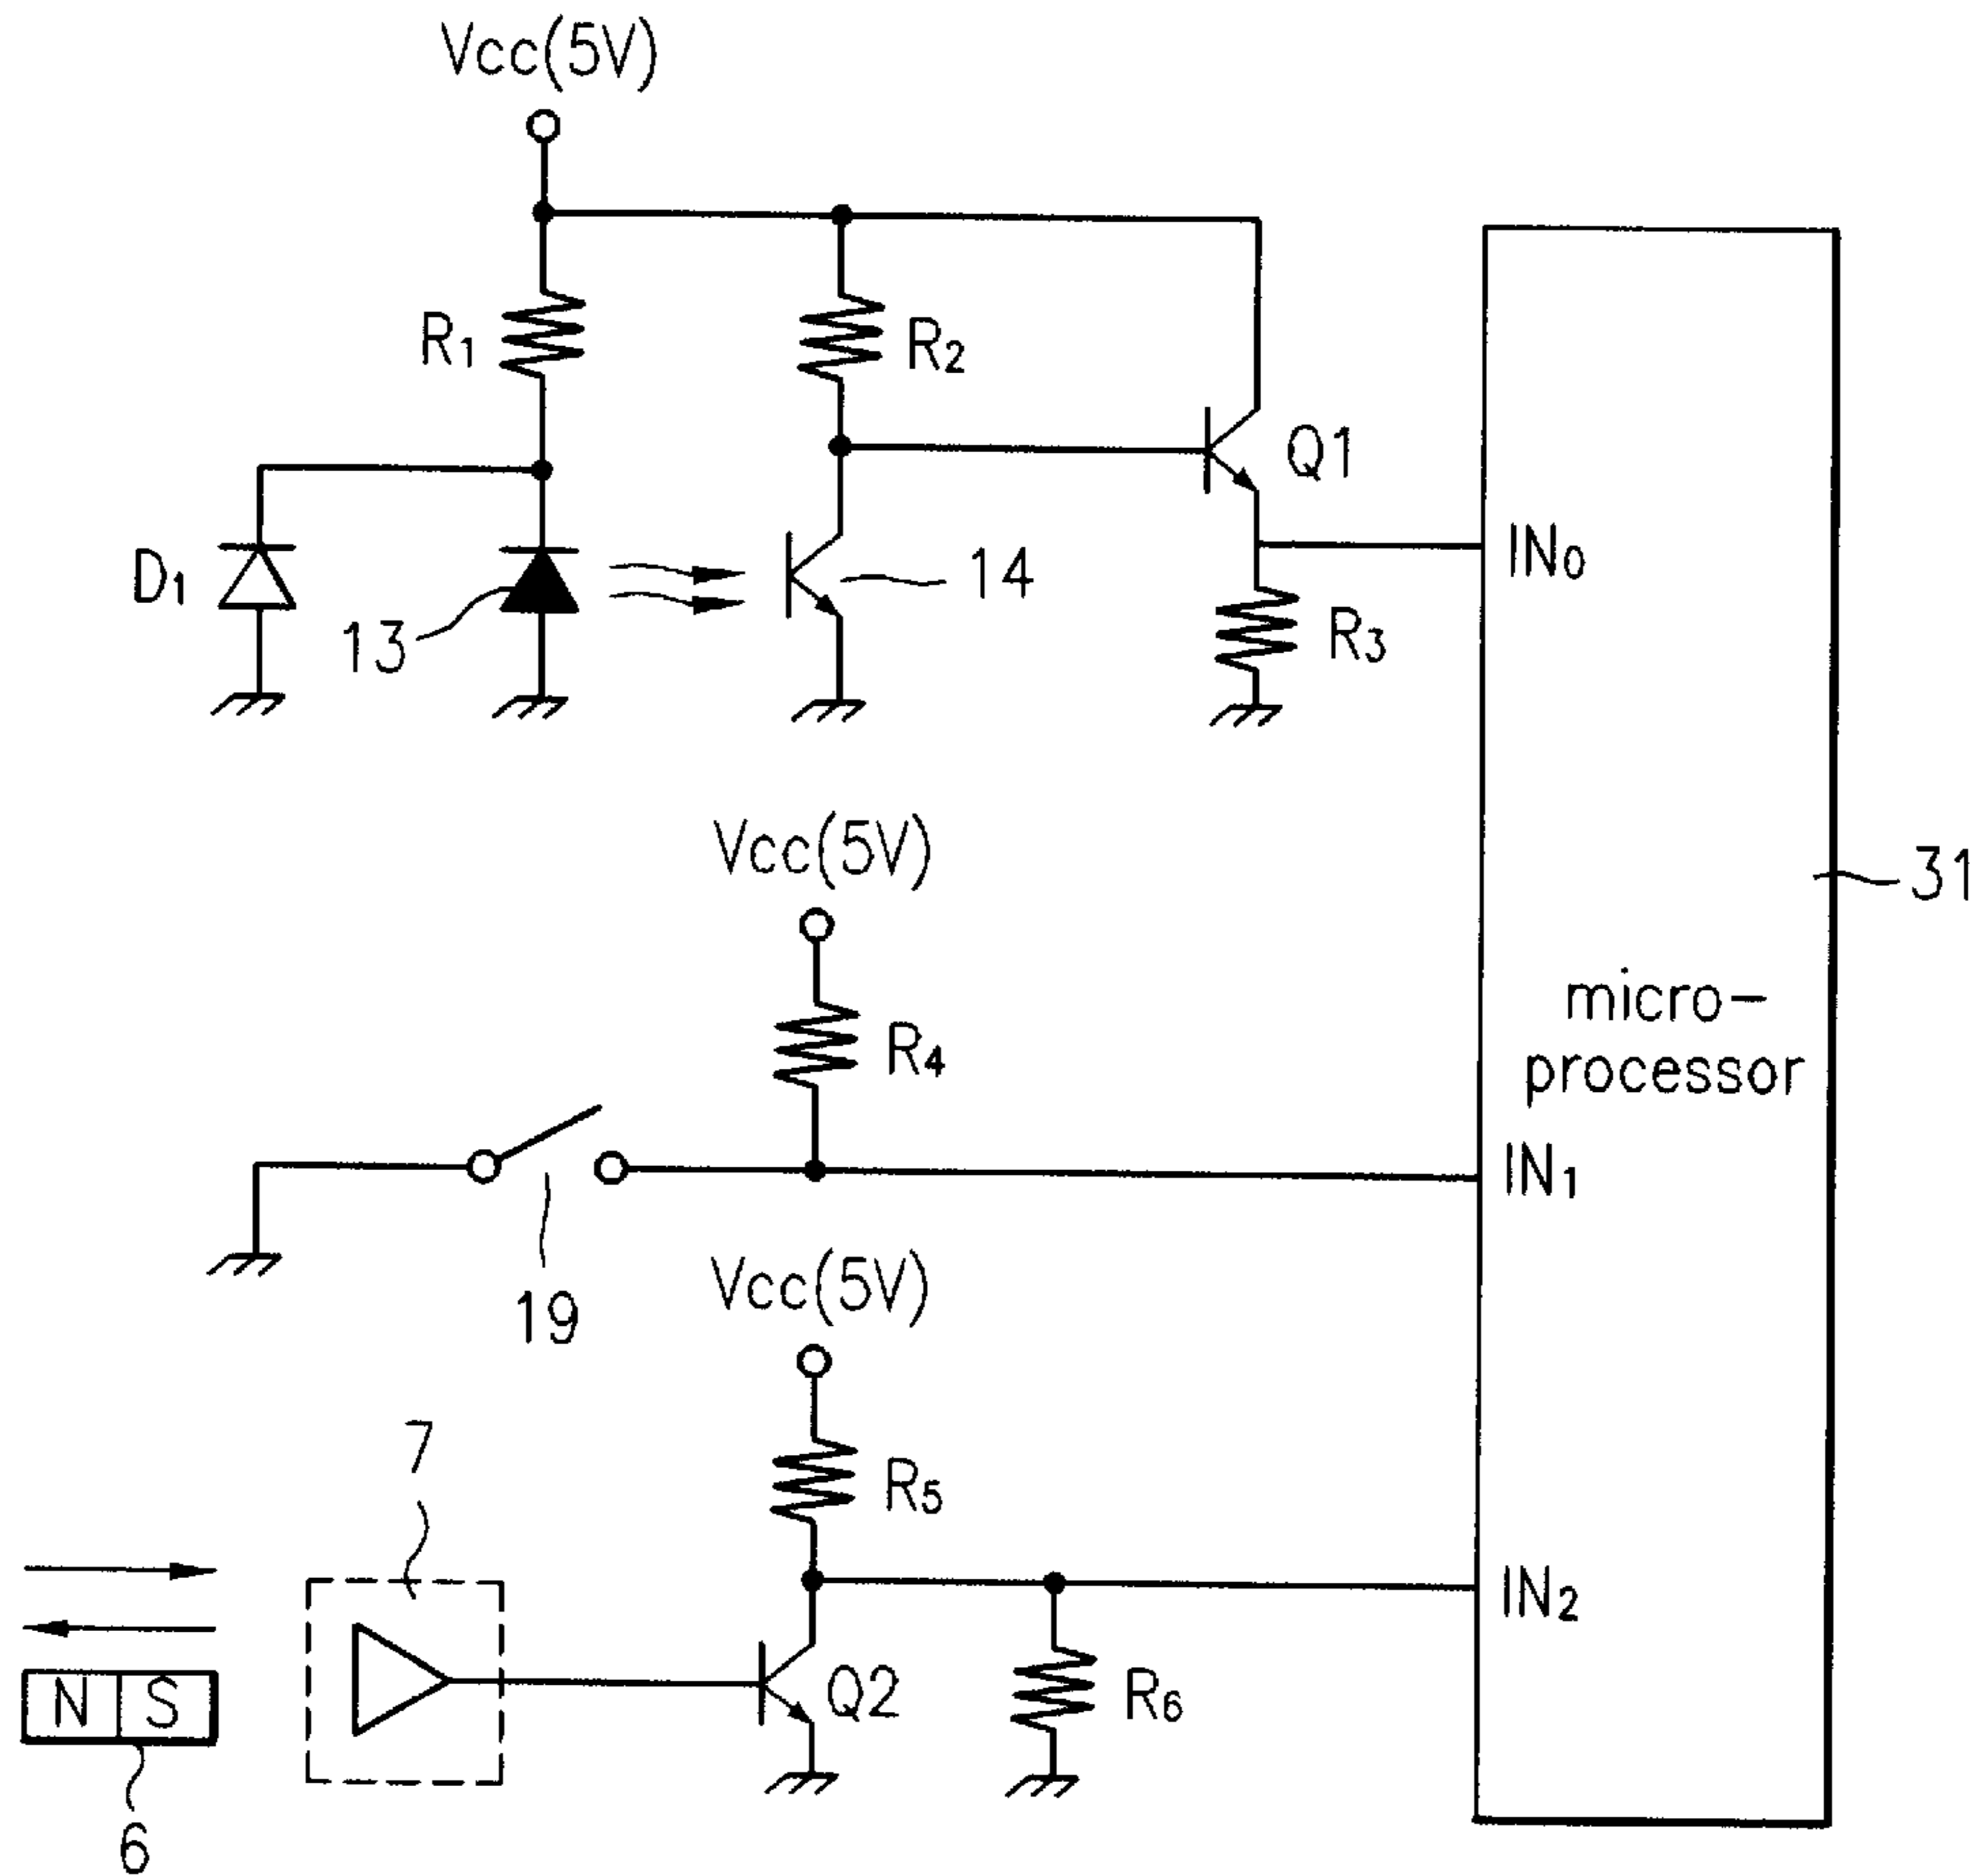 Vcc(5V)
R1
R2
Q1
D1
13
14
IN0
R3
Vcc(5V)
31
R4
micro-
processor
IN1
19
Vcc(5V)
7
R5
IN2
N S
Q2
R6
6